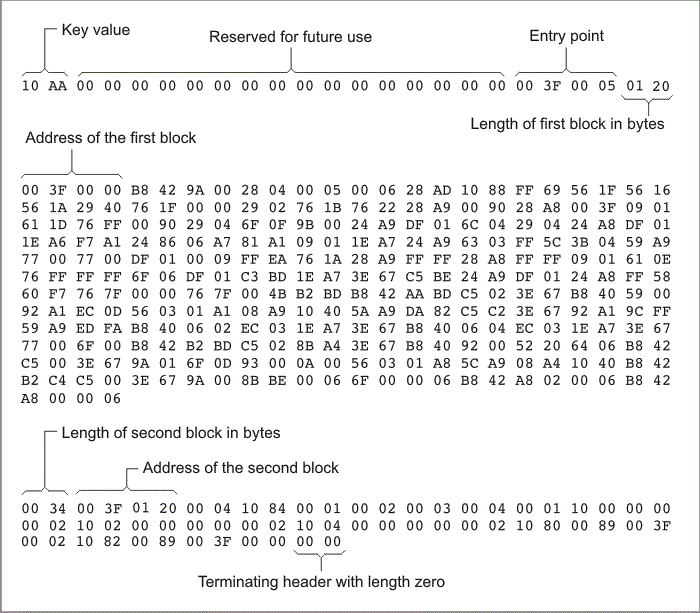 Key value
Reserved for future use
Entry point
10 AA 00 00 00 00 00 00 00 00 00 00 00 00 00 00 00 00 00 3F 00 05 01 20
Length of first block in bytes
Address of the first block
00 3F 00 00 B8 42 9A 00 28 04 00 05 00 06 28 AD 10 88 FF 69 56 1F 56 16
56 1A 29 40 76 1F 00 00 29 02 76 1B 76 22 28 A9 00 90 28 A8 00 3F 09 01
61 1D 76 FF 00 90 29 04 6F 0F 9B 00 24 A9 DF 01 6C 04 29 04 24 A8 DF 01
1E A6 F7 A1 24 86 06 A7 81 A1 09 01 1E A7 24 A9 63 03 FF 5C 3B 04 59 A9
77 00 77 00 DF 01 00 09 FF EA 76 1A 28 A9 FF FF 28 A8 FF FF 09 01 61 0E
76 FF FF FF 6F 06 DF 01 C3 BD 1E A7 3E 67 C5 BE 24 A9 DF 01 24 A8 FF 58
60 F7 76 7F 00 00 76 7F 00 4B B2 BD B8 42 AA BD C5 02 3E 67 B8 40 59 00
92 A1 EC 0D 56 03 01 A1 08 A9 10 40 5A A9 DA 82 C5 C2 3E 67 92 A1 9C FF
59 A9 ED FA B8 40 06 02 EC 03 1E A7 3E 67 B8 40 06 04 EC 03 1E A7 3E 67
77 00 6F 00 B8 42 B2 BD C5 02 8B A4 3E 67 B8 40 92 00 52 20 64 06 B8 42
C5 00 3E 67 9A 01 6F 0D 93 00 0A 00 56 03 01 A8 5C A9 08 A4 10 40 B8 42
B2 C4 C5 00 3E 67 9A 00 8B BE 00 06 6F 00 00 06 B8 42 A8 02 00 06 B8 42
A8 00 00 06
Length of second block in bytes
Address of the second block
00 34 00 3F 01 20 00 04 10 84 00 01 00 02 00 03 00 04 00 01 10 00 00 00
00 02 10 02 00 00 00 00 00 02 10 04 00 00 00 00 00 02 10 80 00 89 00 3F
00 02 10 82 00 89 00 3F 00 00 00 00
Terminating header with length zero